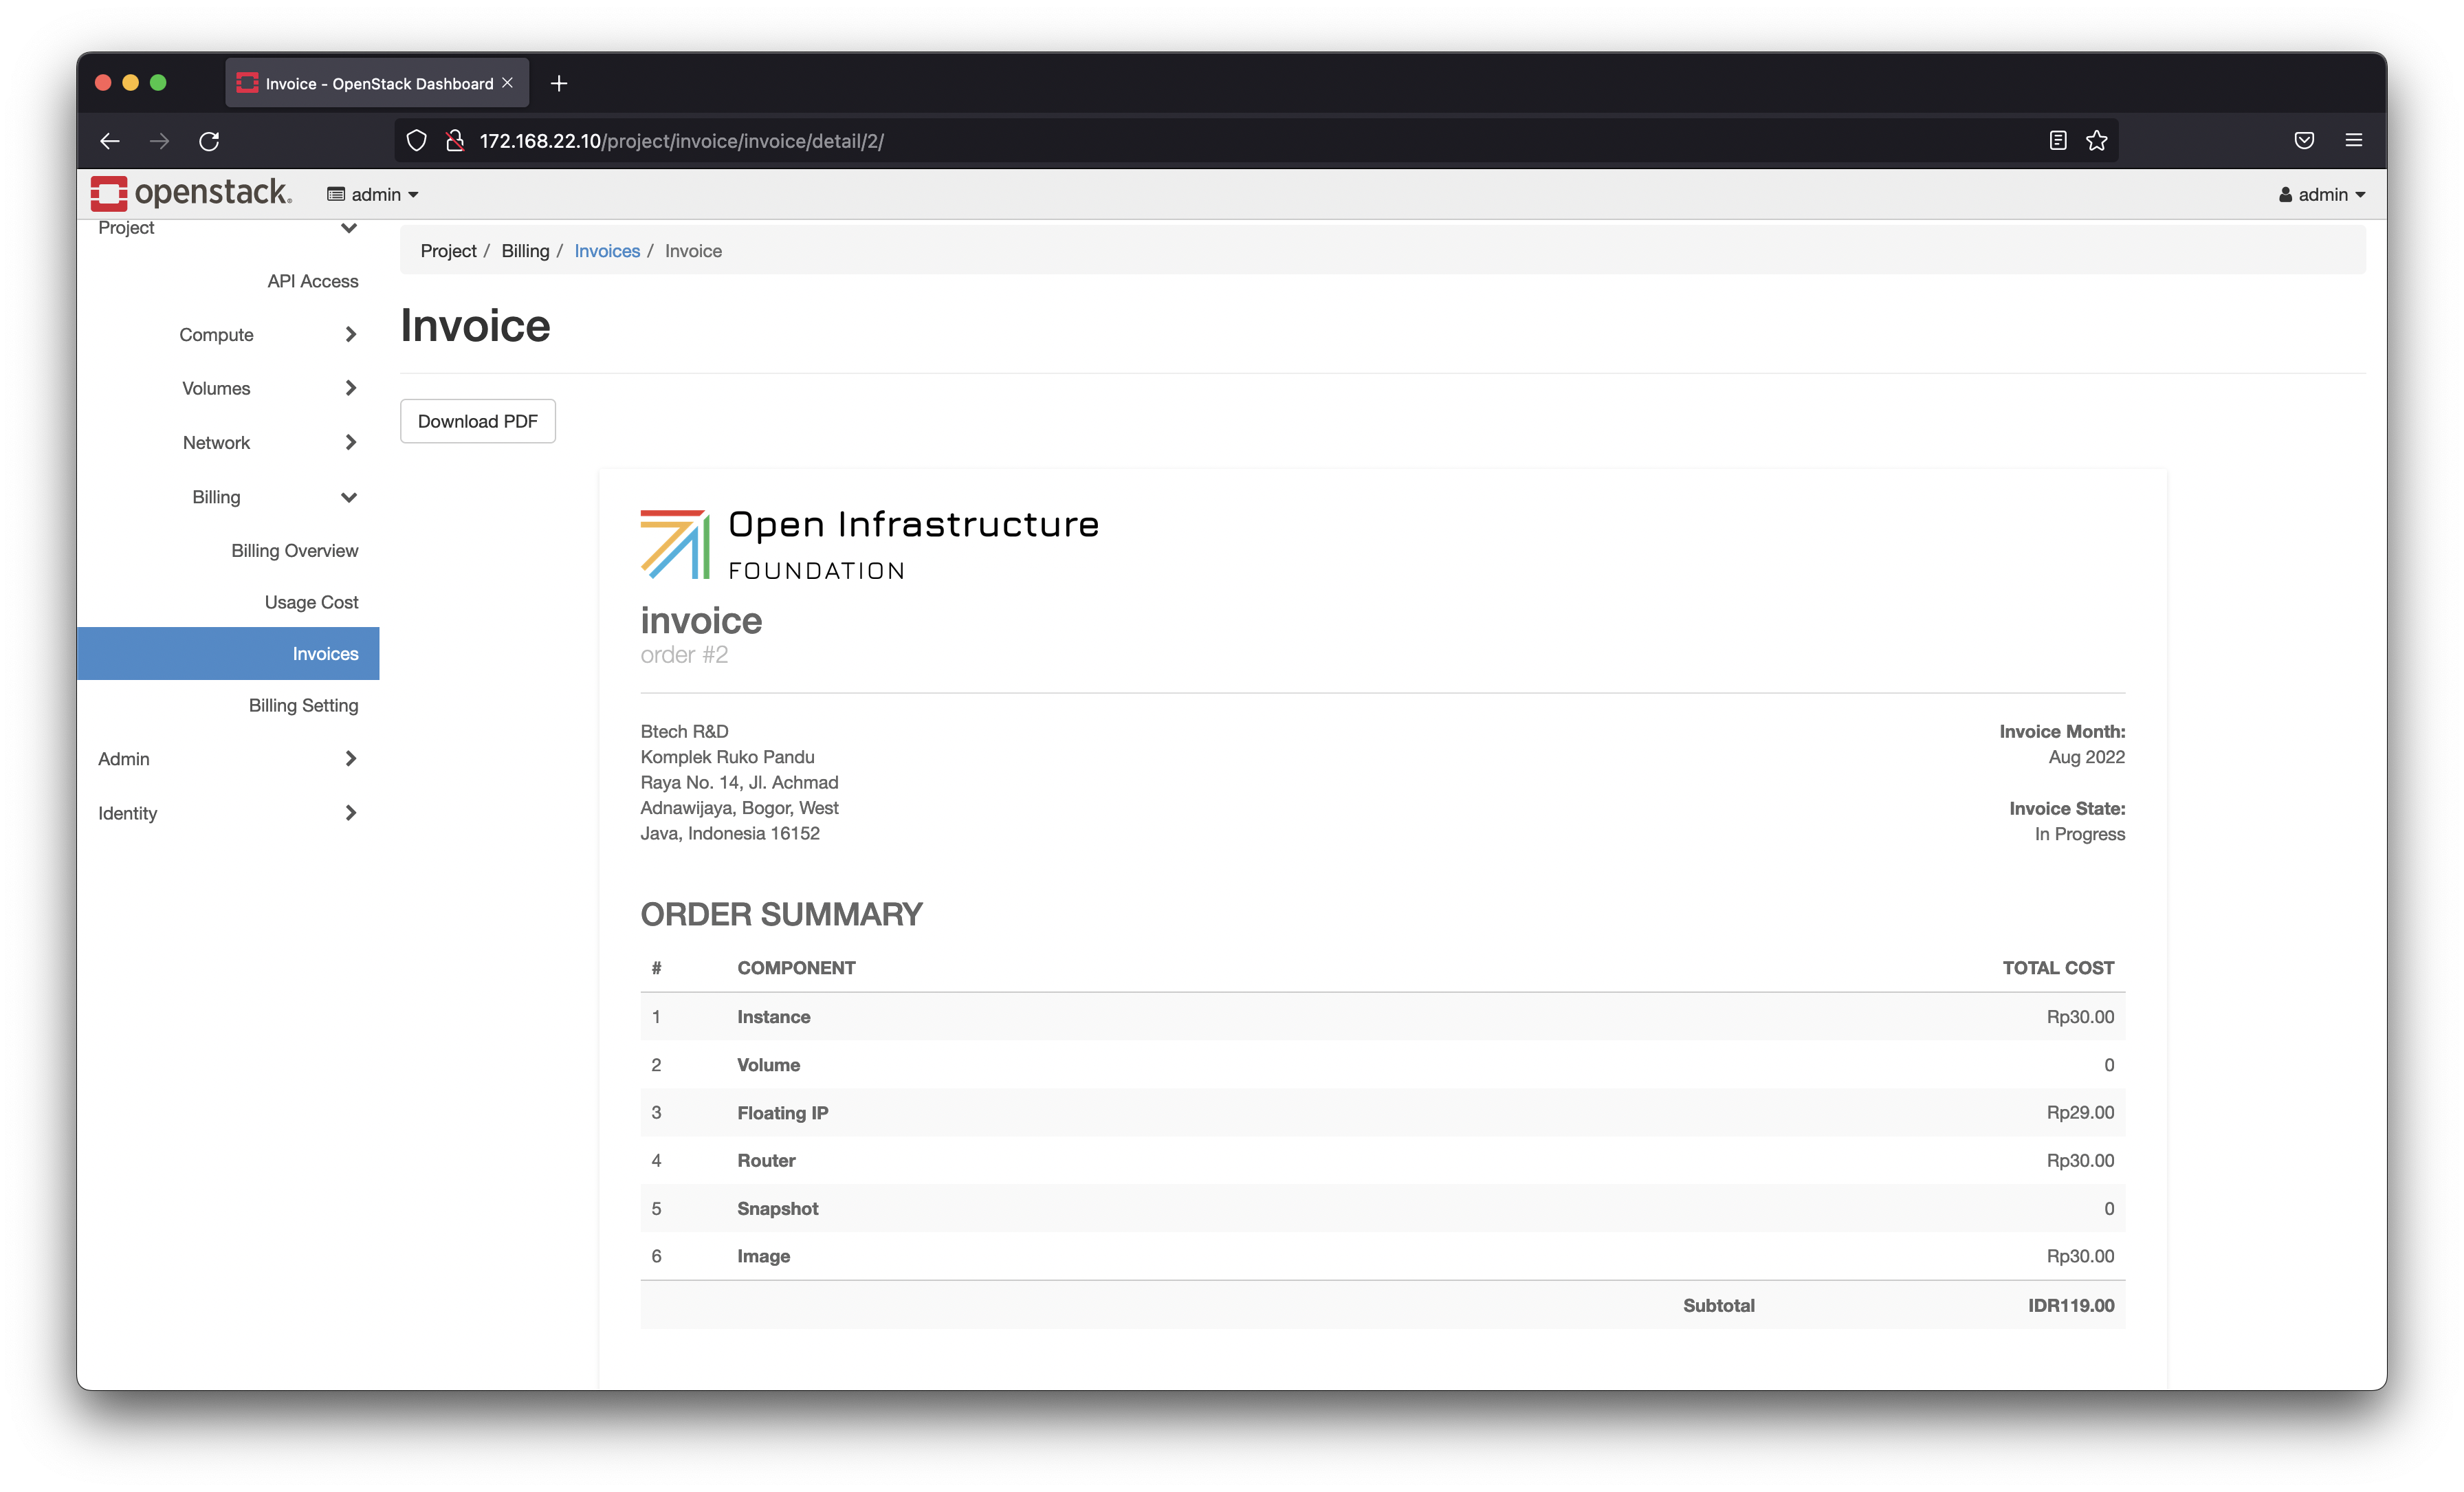 Invoice - OpenStack Dashboard
172.168.22.10/project/invoice/invoice/detail/2/
openstack.
admin
admin
Project
API Access
Compute
Volumes
Network
Billing
Billing Overview
Usage Cost
Invoices
Billing Setting
Admin
Identity
Project / Billing / Invoices / Invoice
Invoice
Download PDF
Open Infrastructure
FOUNDATION
invoice
order #2
Btech R&D
Komplek Ruko Pandu
Raya No. 14, Jl. Achmad
Adnawijaya, Bogor, West
Java, Indonesia 16152
Invoice Month:
Aug 2022
Invoice State:
In Progress
ORDER SUMMARY
# COMPONENT TOTAL COST
1 Instance Rp30.00
2 Volume 0
3 Floating IP Rp29.00
4 Router Rp30.00
5 Snapshot 0
6 Image Rp30.00
Subtotal IDR119.00